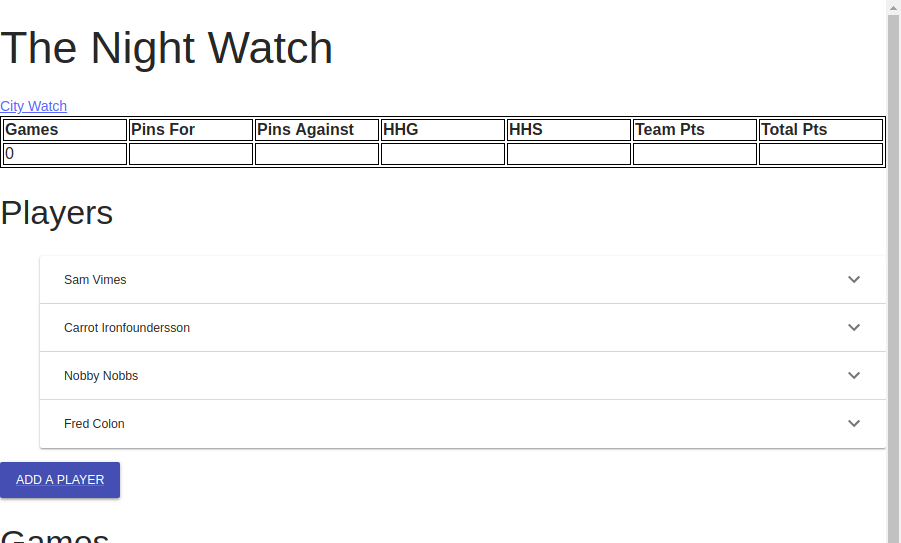 The Night Watch
City Watch
Games Pins For Pins Against HHG HHS Team Pts Total Pts
0
Players
Sam Vimes
Carrot Ironfoundersson
Nobby Nobbs
Fred Colon
ADD A PLAYER
Games